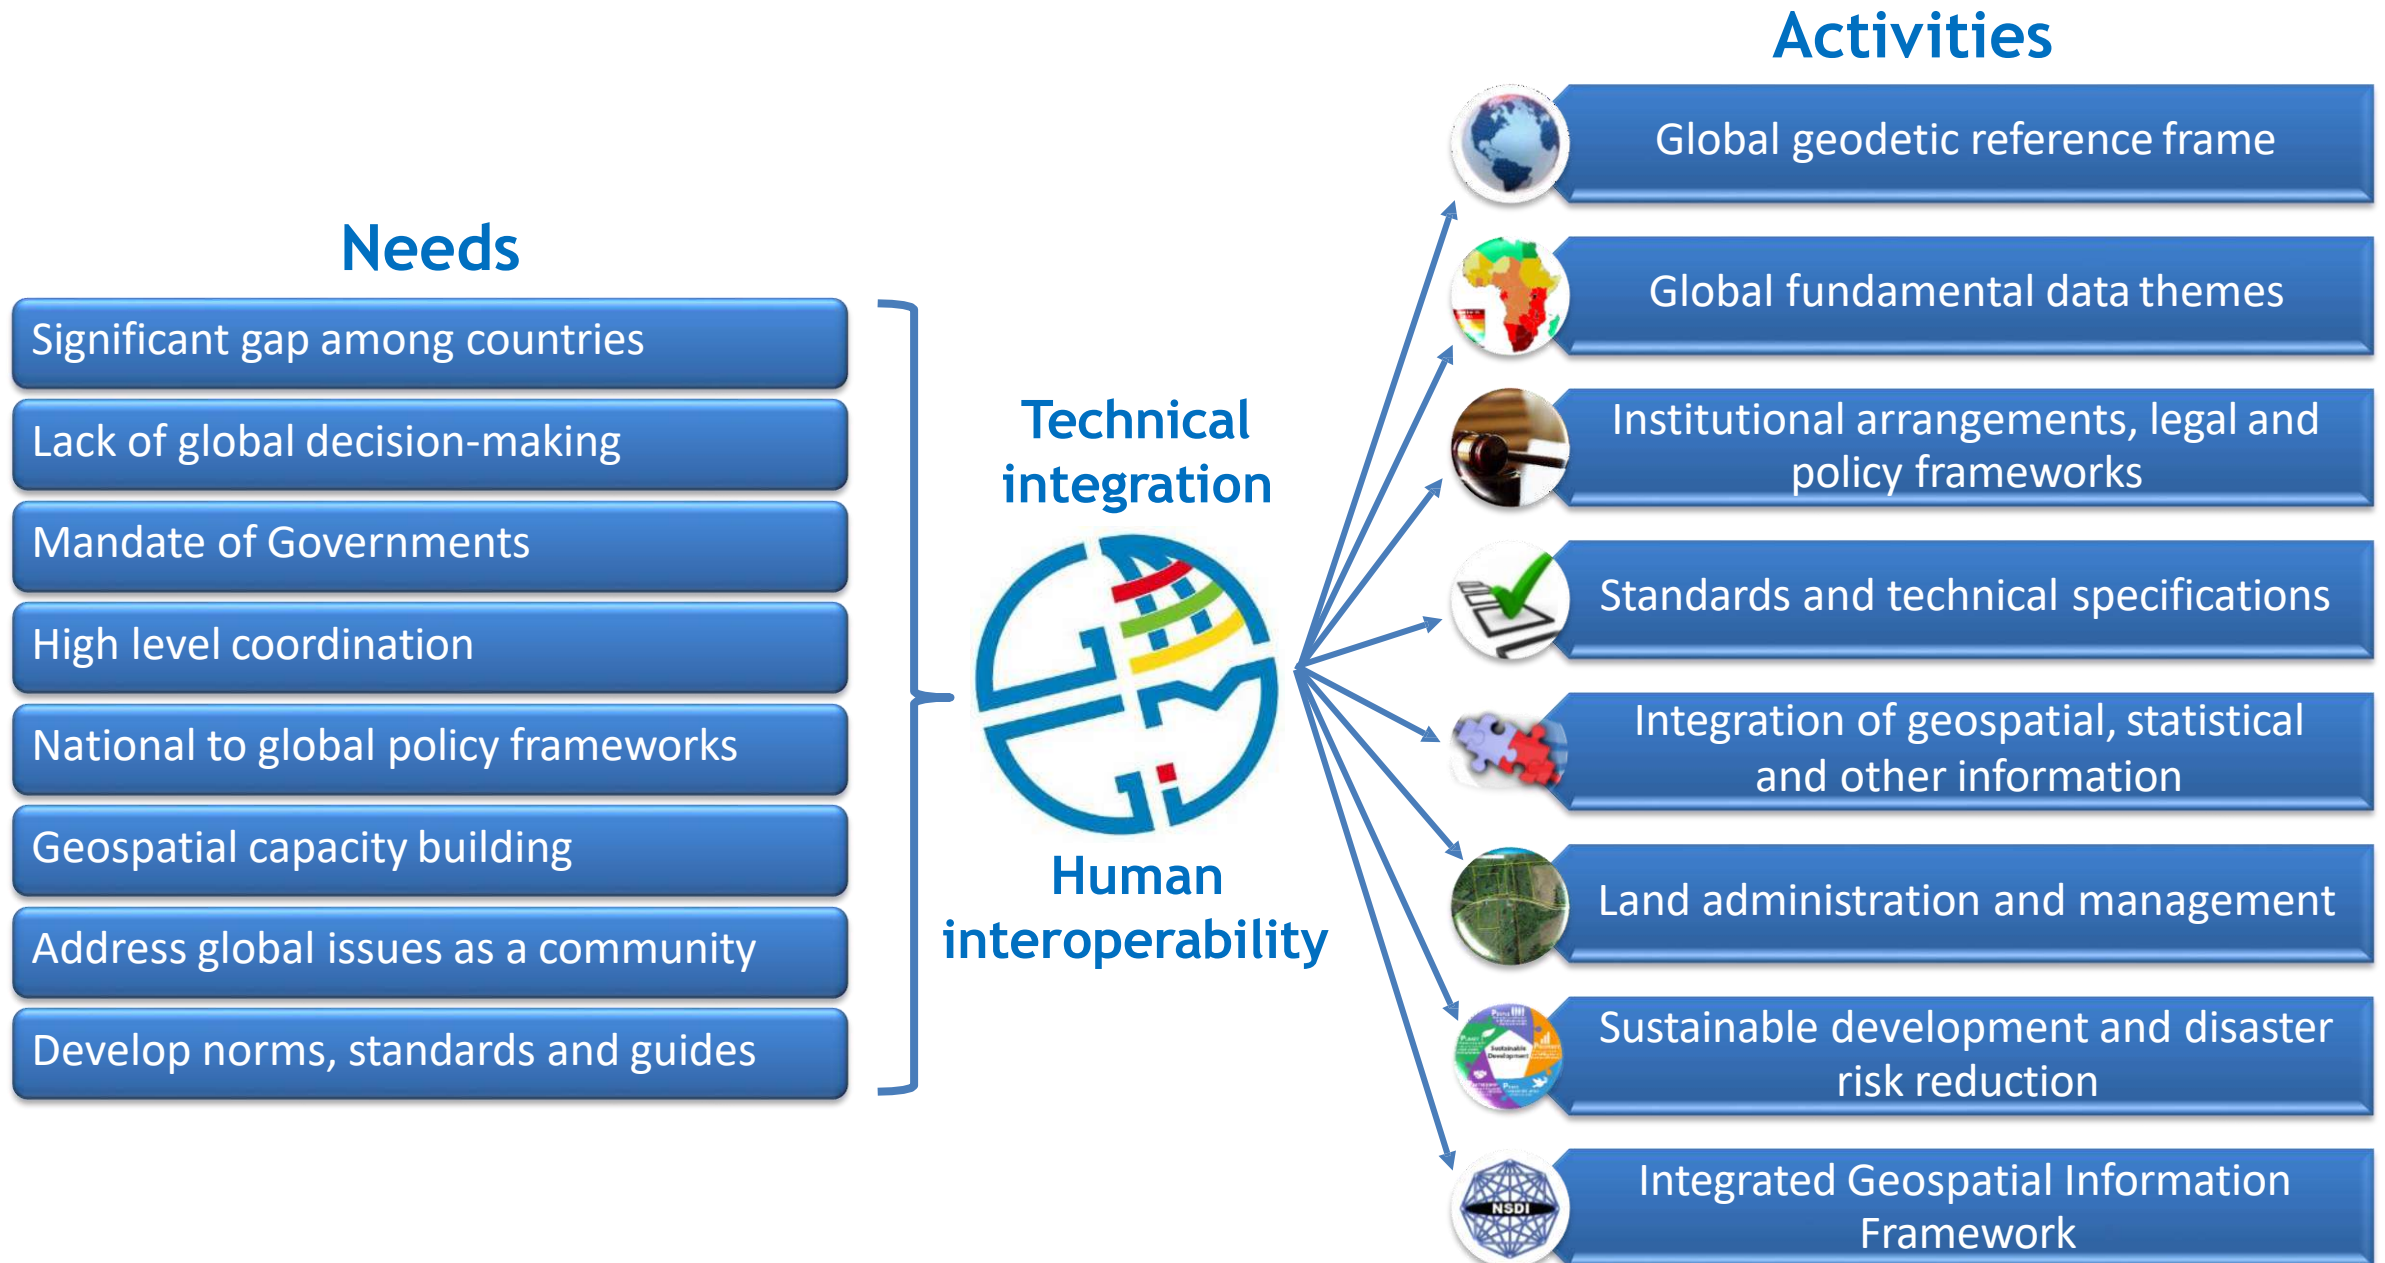 Needs
Significant gap among countries
Lack of global decision-making
Mandate of Governments
High level coordination
National to global policy frameworks
Geospatial capacity building
Address global issues as a community
Develop norms, standards and guides
Technical
integration
Human
interoperability
Activities
Global geodetic reference frame
Global fundamental data themes
Institutional arrangements, legal and
policy frameworks
Standards and technical specifications
Integration of geospatial, statistical
and other information
Land administration and management
Sustainable
Development
Sustainable development and disaster
risk reduction
NSDI
Integrated Geospatial Information
Framework